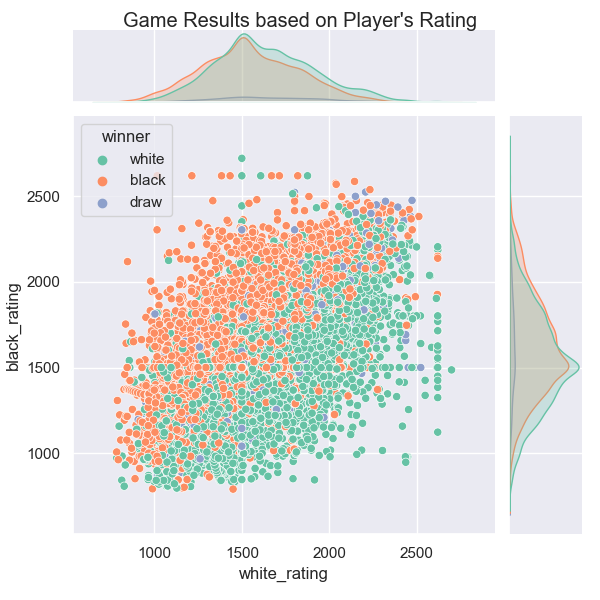 Game Results based on Player's Rating
winner
white
black
draw
2500
2000
1500
1000
black_rating
1000 1500 2000 2500
white_rating